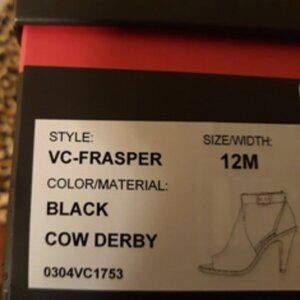 STYLE: SIZE/WIDTH:
VC-FRASPER 12M
COLOR/MATERIAL:
BLACK
COW DERBY
0304VC1753